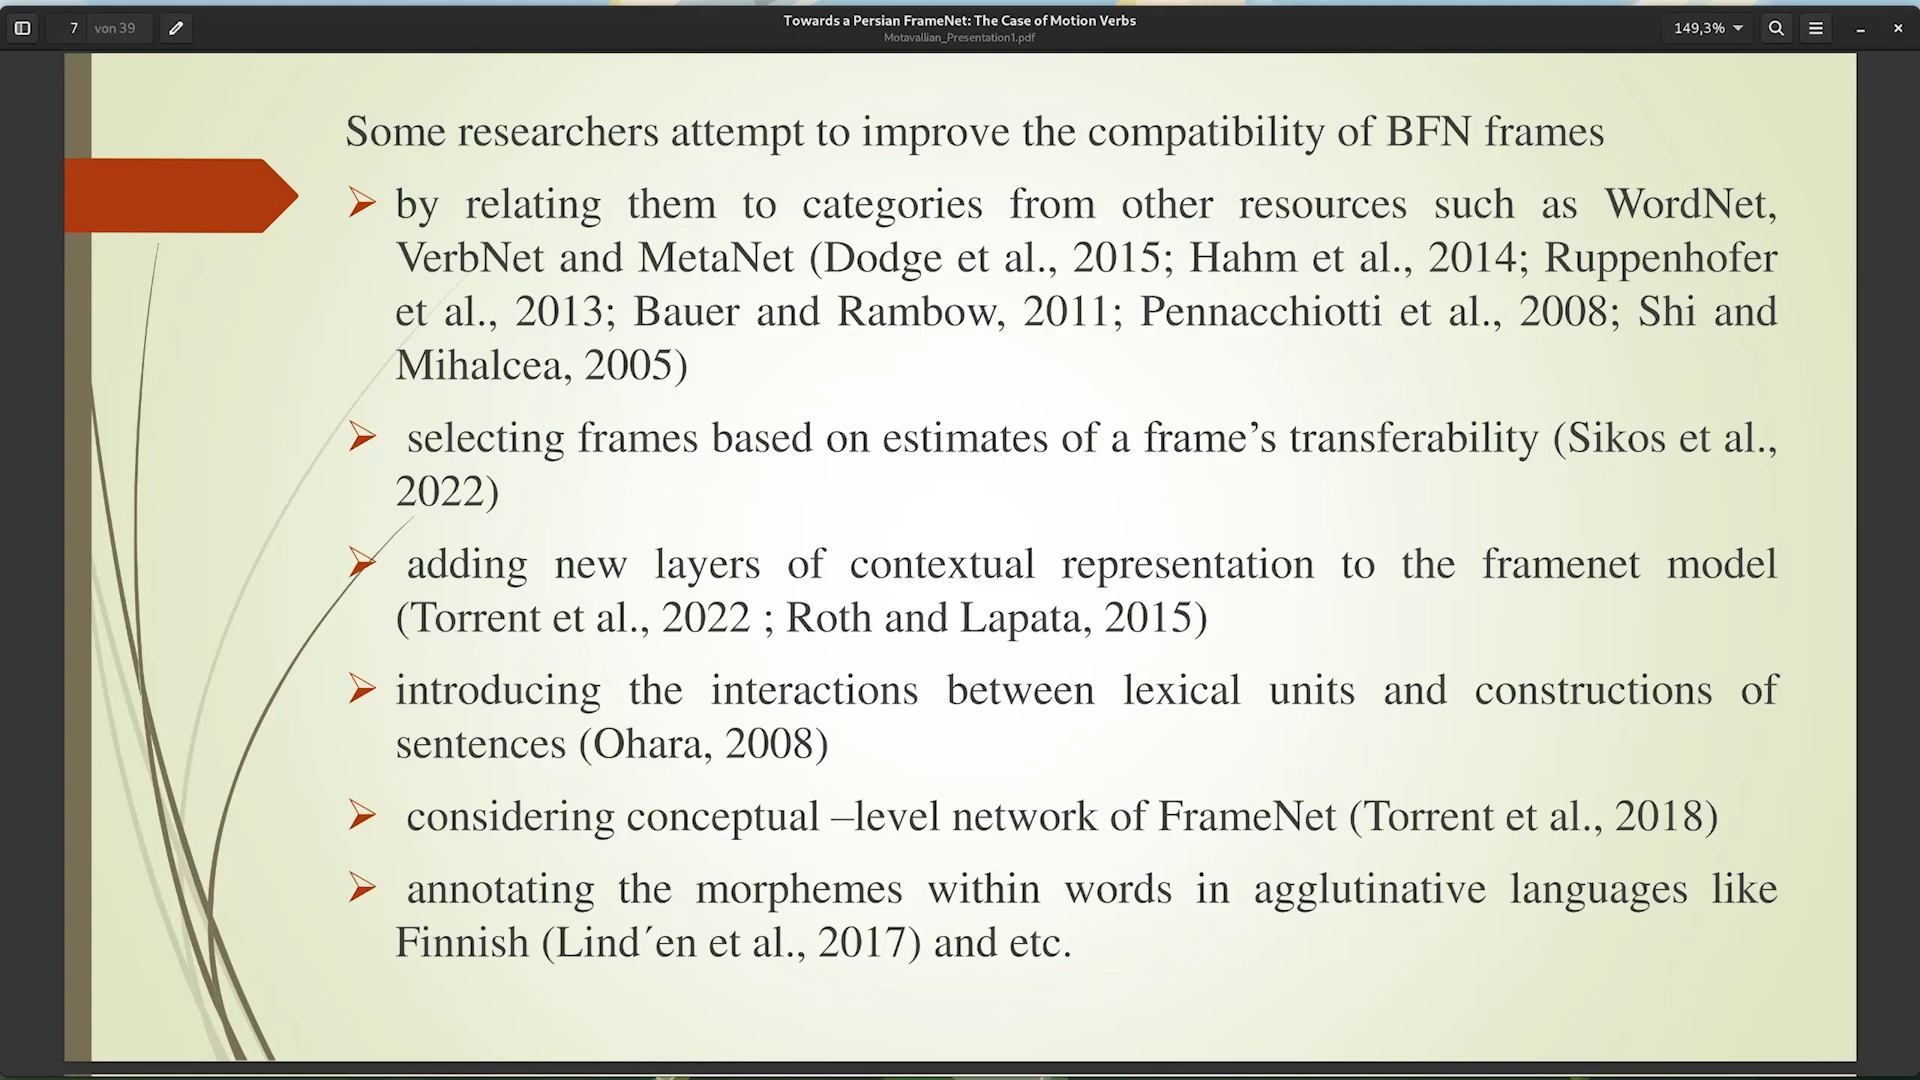 7 von 39
Towards a Persian FrameNet: The Case of Motion Verbs
Motavallian_Presentation1.pdf
149,3%
Some researchers attempt to improve the compatibility of BFN frames
by relating them to categories from other resources such as WordNet,
VerbNet and MetaNet (Dodge et al., 2015; Hahm et al., 2014; Ruppenhofer
et al., 2013; Bauer and Rambow, 2011; Pennacchiotti et al., 2008; Shi and
Mihalcea, 2005)
selecting frames based on estimates of a frame’s transferability (Sikos et al.,
2022)
adding new layers of contextual representation to the framenet model
(Torrent et al., 2022 ; Roth and Lapata, 2015)
introducing the interactions between lexical units and constructions of
sentences (Ohara, 2008)
considering conceptual –level network of FrameNet (Torrent et al., 2018)
annotating the morphemes within words in agglutinative languages like
Finnish (Lind´en et al., 2017) and etc.